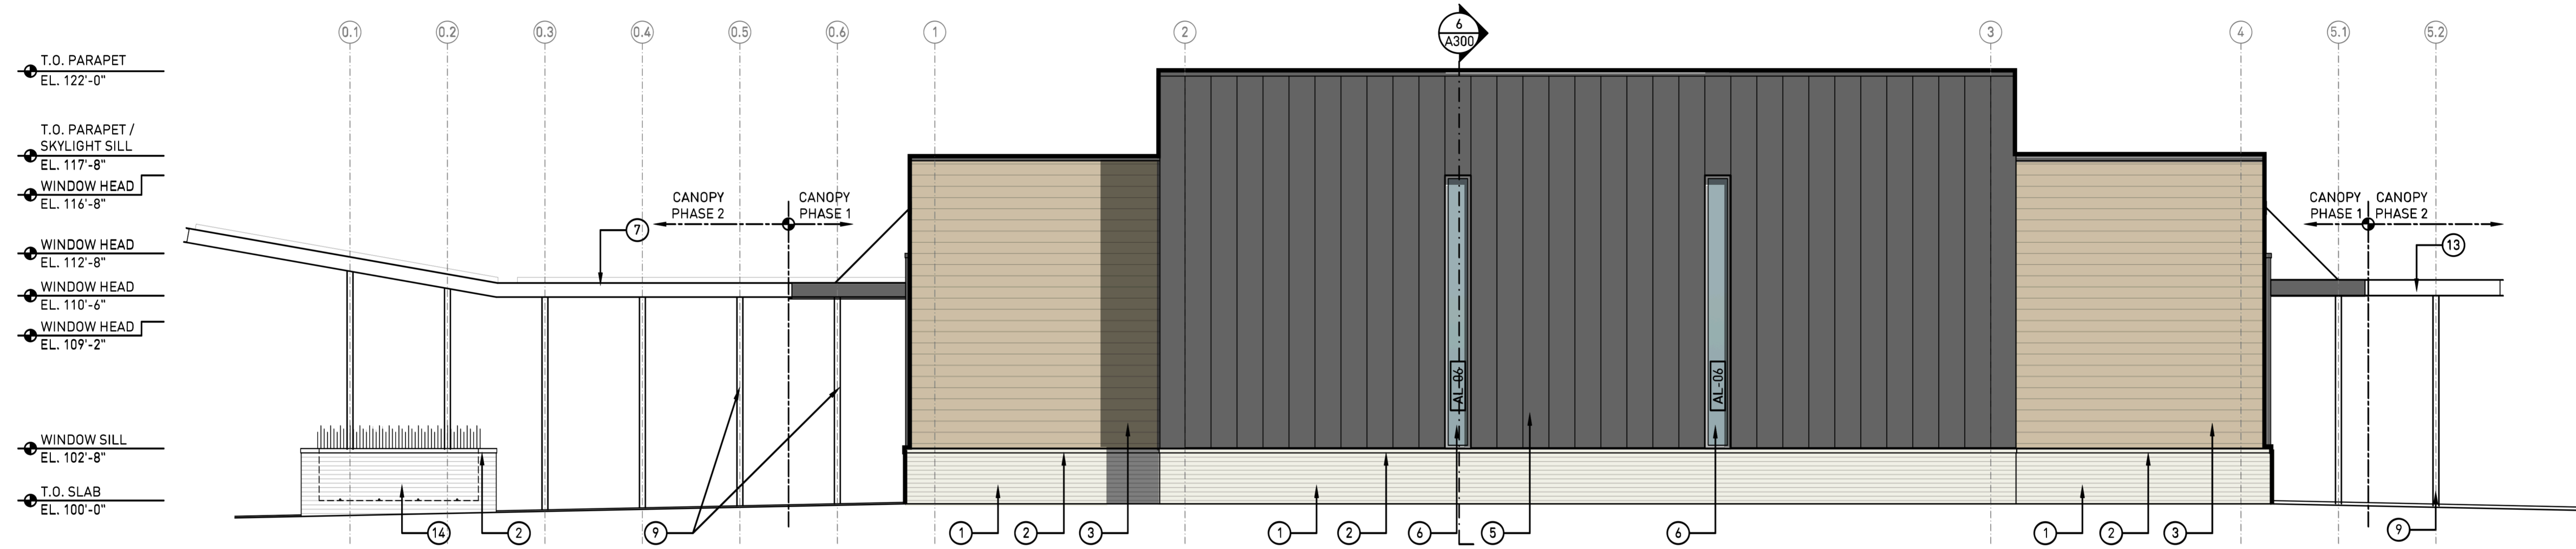 0.1 0.2 0.3 0.4 0.5 0.6 1 2 3 4 5.1 5.2
6
A300
T.O. PARAPET
EL. 122'-0"
T.O. PARAPET /
SKYLIGHT SILL
EL. 117'-8"
WINDOW HEAD
EL. 116'-8"
WINDOW HEAD
EL. 112'-8"
WINDOW HEAD
EL. 110'-6"
WINDOW HEAD
EL. 109'-2"
WINDOW SILL
EL. 102'-8"
T.O. SLAB
EL. 100'-0"
CANOPY
PHASE 2
CANOPY
PHASE 1
7
CANOPY
PHASE 1
CANOPY
PHASE 2
13
AL-06
AL-06
14 2 9 1 2 3 1 2 6 5 6 1 2 3 9